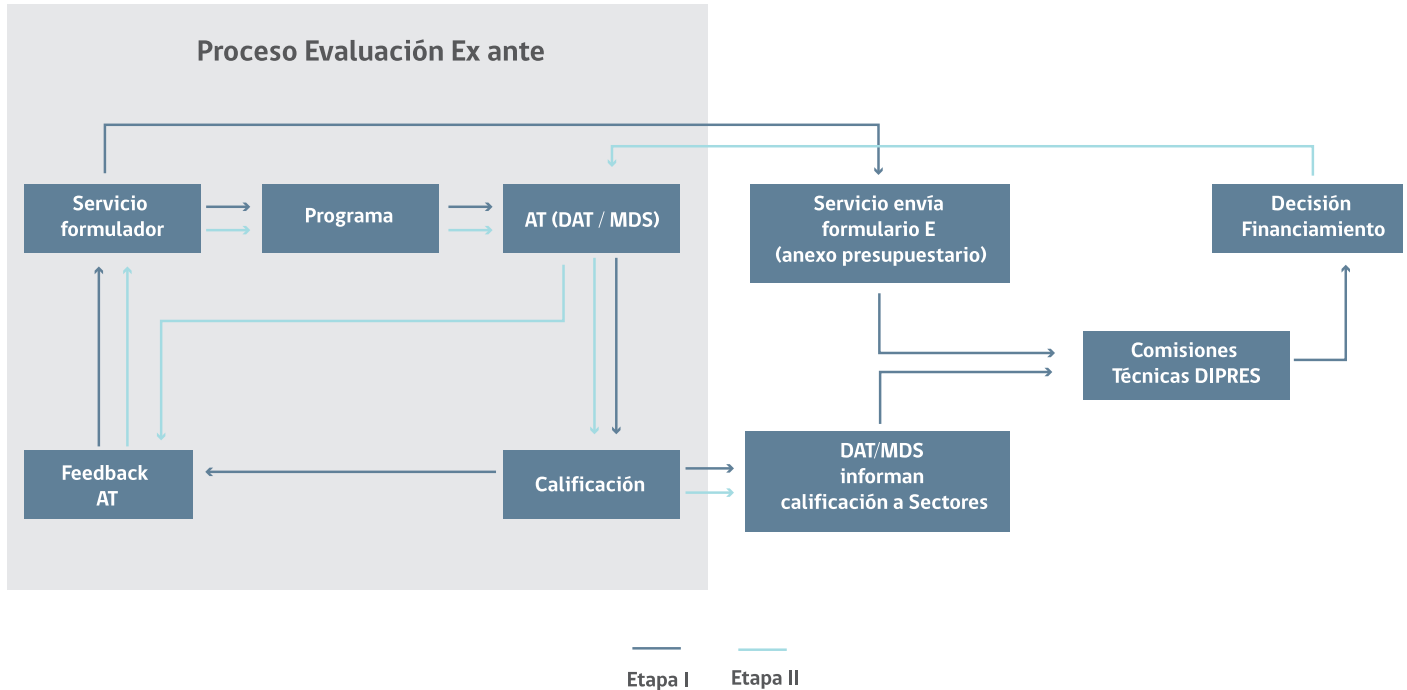 Proceso Evaluación Ex ante
Servicio
formulador
Programa
AT (DAT / MDS)
Servicio envía
formulario E
(anexo presupuestario)
Decisión
Financiamiento
Comisiones
Técnicas DIPRES
Feedback
AT
Calificación
DAT/MDS
informan
calificación a Sectores
Etapa I
Etapa II